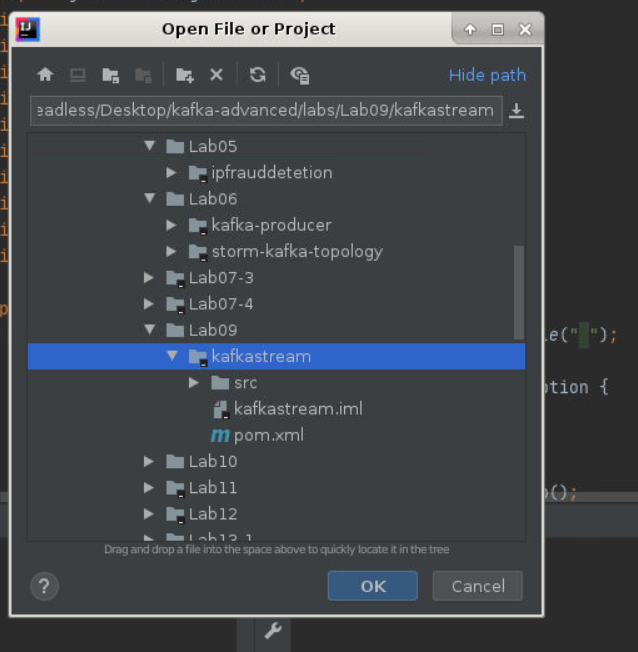 Open File or Project
Hide path
eadless/Desktop/kafka-advanced/labs/Lab09/kafkastream
Lab05
ipfrauddetetion
Lab06
kafka-producer
storm-kafka-topology
Lab07-3
Lab07-4
Lab09
le(" ");
kafkastream
src
ption {
kafkastream.iml
m pom.xml
Lab10
Lab11
();
Lab12
Lab13-1
Drag and drop a file into the space above to quickly locate it in the tree
? OK Cancel